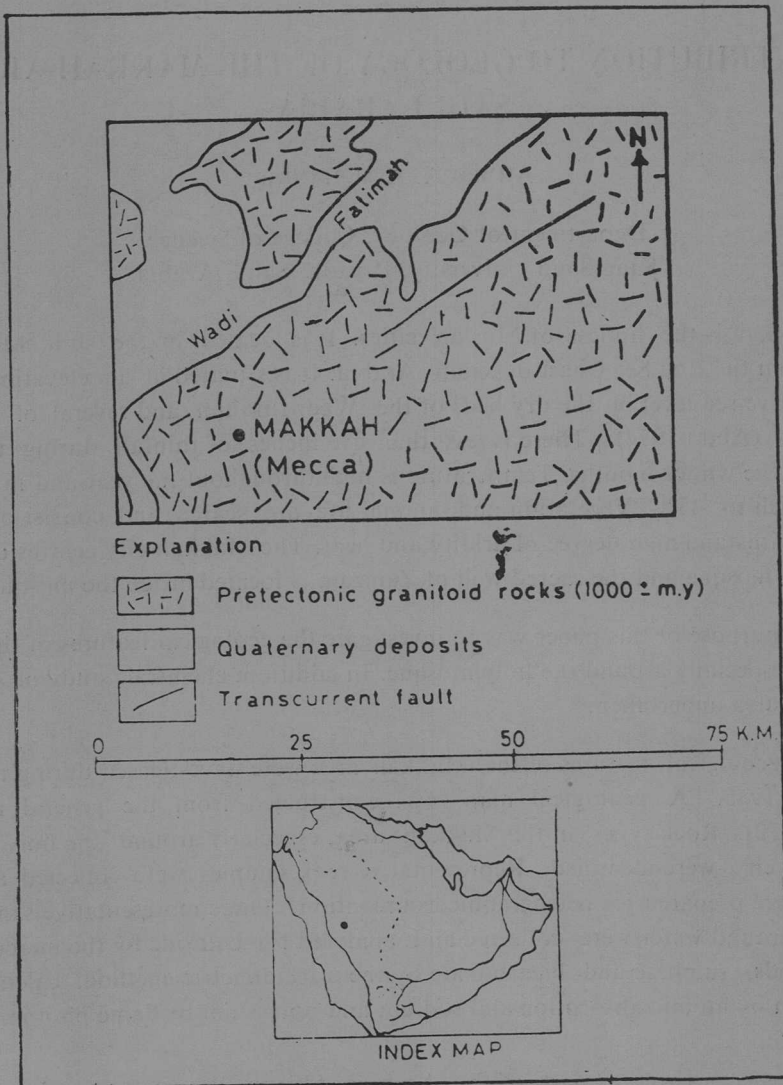 N
Wadi Fatimah
MAKKAH
(Mecca)
Explanation
Pretectonic granitoid rocks (1000 ± m.y)
Quaternary deposits
Transcurrent fault
0 25 50 75 K.M.
INDEX MAP